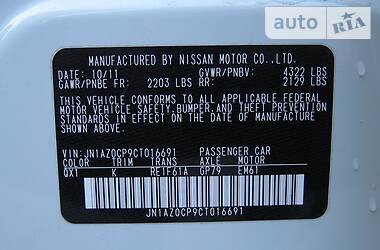 auto RIA
MANUFACTURED BY NISSAN MOTOR CO.,LTD.
DATE: 10/11 GVWR/PNBV: 4322 LBS
GAWR/PNBE FR: 2203 LBS RR: 2129 LBS
THIS VEHICLE CONFORMS TO ALL APPLICABLE FEDERAL
MOTOR VEHICLE SAFETY,BUMPER,AND THEFT PREVENTION
STANDARDS IN EFFECT ON THE DATE OF MANUFACTURE
SHOWN ABOVE.
VIN: JN1AZ0CP9CT016691 PASSENGER CAR
COLOR TRIM TRANS AXLE MOTOR
QX1 K RE1F61A GP79 EM61
JN1AZ0CP9CT016691